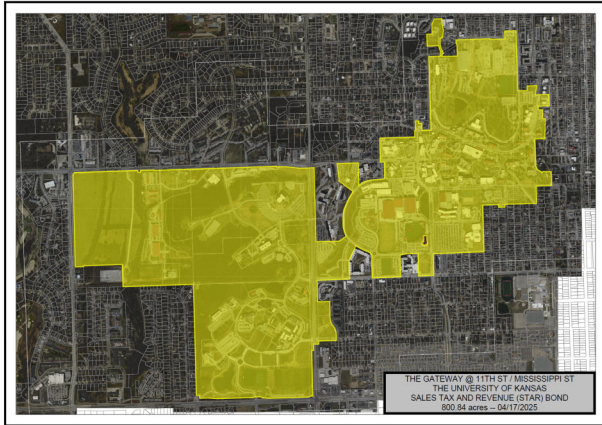 THE GATEWAY @ 11TH ST / MISSISSIPPI ST
THE UNIVERSITY OF KANSAS
SALES TAX AND REVENUE (STAR) BOND
800.84 acres -- 04/17/2025